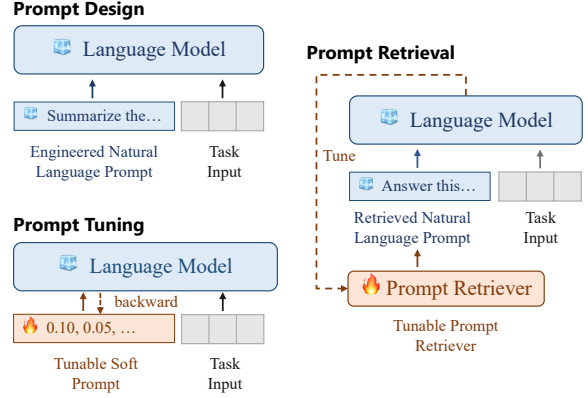 Prompt Design
Language Model
Summarize the…
Engineered Natural
Language Prompt
Task
Input
Prompt Tuning
Language Model
backward
0.10, 0.05, …
Tunable Soft
Prompt
Task
Input
Prompt Retrieval
Language Model
Tune
Answer this…
Retrieved Natural
Language Prompt
Task
Input
Prompt Retriever
Tunable Prompt
Retriever